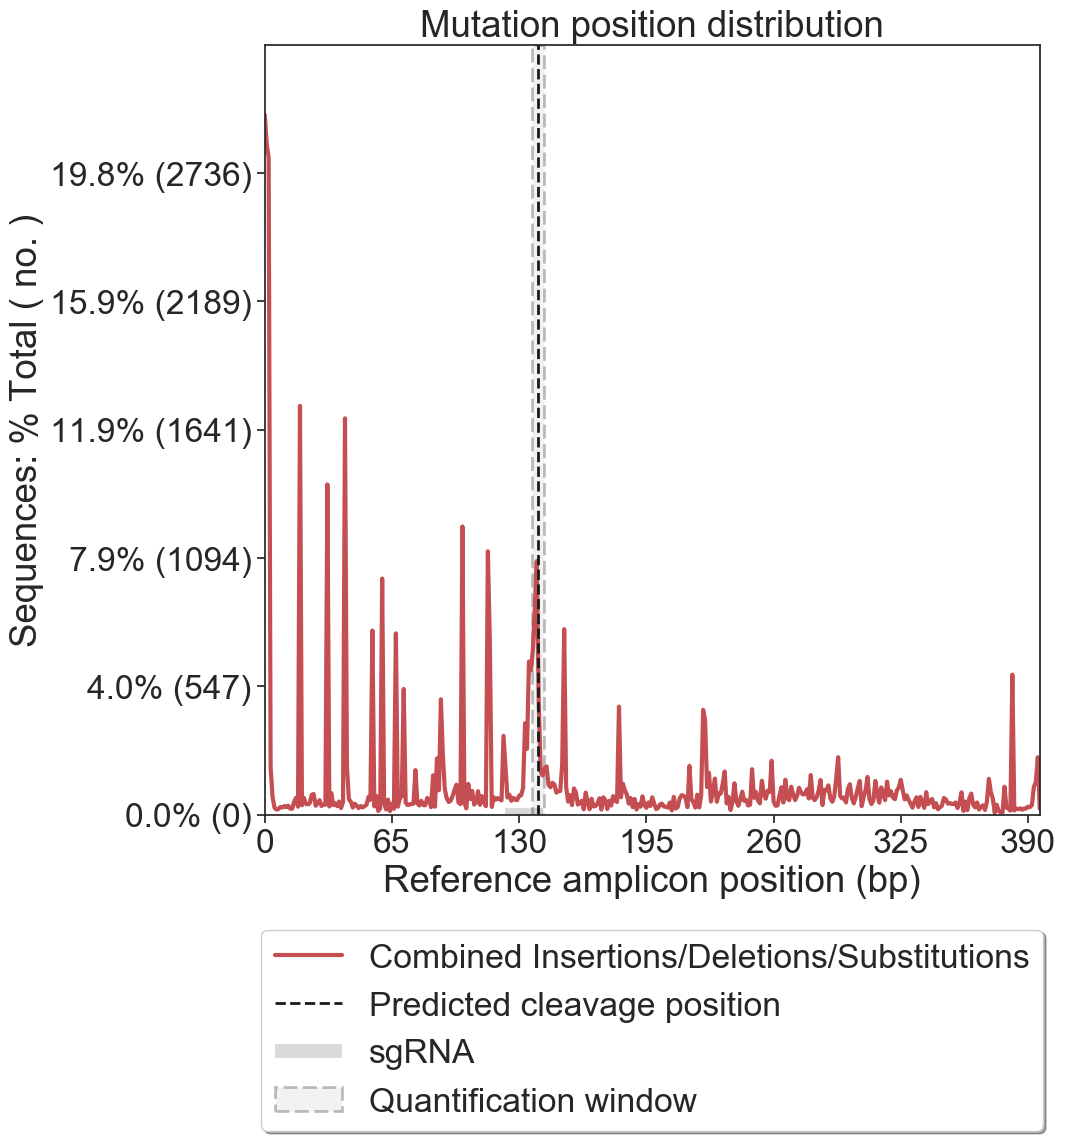 Mutation position distribution
Sequences: % Total ( no. )
19.8% (2736)
15.9% (2189)
11.9% (1641)
7.9% (1094)
4.0% (547)
0.0% (0)
0 65 130 195 260 325 390
Reference amplicon position (bp)
Combined Insertions/Deletions/Substitutions
Predicted cleavage position
sgRNA
Quantification window